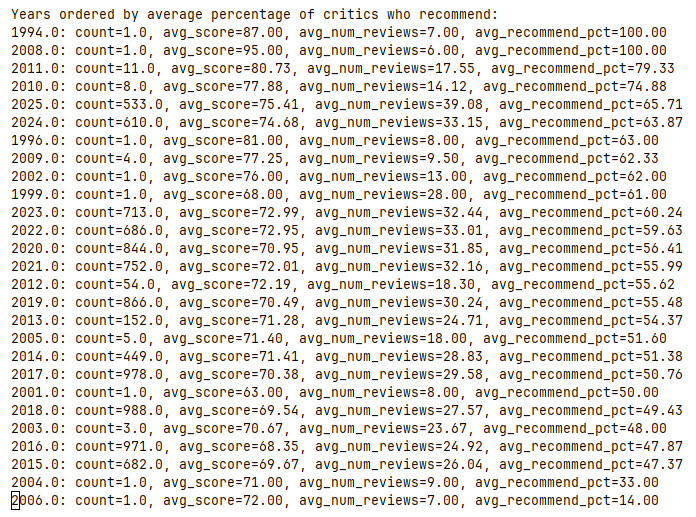 Years ordered by average percentage of critics who recommend:
1994.0: count=1.0, avg_score=87.00, avg_num_reviews=7.00, avg_recommend_pct=100.00
2008.0: count=1.0, avg_score=95.00, avg_num_reviews=6.00, avg_recommend_pct=100.00
2011.0: count=11.0, avg_score=80.73, avg_num_reviews=17.55, avg_recommend_pct=79.33
2010.0: count=8.0, avg_score=77.88, avg_num_reviews=14.12, avg_recommend_pct=74.88
2025.0: count=533.0, avg_score=75.41, avg_num_reviews=39.08, avg_recommend_pct=65.71
2024.0: count=610.0, avg_score=74.68, avg_num_reviews=33.15, avg_recommend_pct=63.87
1996.0: count=1.0, avg_score=81.00, avg_num_reviews=8.00, avg_recommend_pct=63.00
2009.0: count=4.0, avg_score=77.25, avg_num_reviews=9.50, avg_recommend_pct=62.33
2002.0: count=1.0, avg_score=76.00, avg_num_reviews=13.00, avg_recommend_pct=62.00
1999.0: count=1.0, avg_score=68.00, avg_num_reviews=28.00, avg_recommend_pct=61.00
2023.0: count=713.0, avg_score=72.99, avg_num_reviews=32.44, avg_recommend_pct=60.24
2022.0: count=686.0, avg_score=72.95, avg_num_reviews=33.01, avg_recommend_pct=59.63
2020.0: count=844.0, avg_score=70.95, avg_num_reviews=31.85, avg_recommend_pct=56.41
2021.0: count=752.0, avg_score=72.01, avg_num_reviews=32.16, avg_recommend_pct=55.99
2012.0: count=54.0, avg_score=72.19, avg_num_reviews=18.30, avg_recommend_pct=55.62
2019.0: count=866.0, avg_score=70.49, avg_num_reviews=30.24, avg_recommend_pct=55.48
2013.0: count=152.0, avg_score=71.28, avg_num_reviews=24.71, avg_recommend_pct=54.37
2005.0: count=5.0, avg_score=71.40, avg_num_reviews=18.00, avg_recommend_pct=51.60
2014.0: count=449.0, avg_score=71.41, avg_num_reviews=28.83, avg_recommend_pct=51.38
2017.0: count=978.0, avg_score=70.38, avg_num_reviews=29.58, avg_recommend_pct=50.76
2001.0: count=1.0, avg_score=63.00, avg_num_reviews=8.00, avg_recommend_pct=50.00
2018.0: count=988.0, avg_score=69.54, avg_num_reviews=27.57, avg_recommend_pct=49.43
2003.0: count=3.0, avg_score=70.67, avg_num_reviews=23.67, avg_recommend_pct=48.00
2016.0: count=971.0, avg_score=68.35, avg_num_reviews=24.92, avg_recommend_pct=47.87
2015.0: count=682.0, avg_score=69.67, avg_num_reviews=26.04, avg_recommend_pct=47.37
2004.0: count=1.0, avg_score=71.00, avg_num_reviews=9.00, avg_recommend_pct=33.00
2006.0: count=1.0, avg_score=72.00, avg_num_reviews=7.00, avg_recommend_pct=14.00